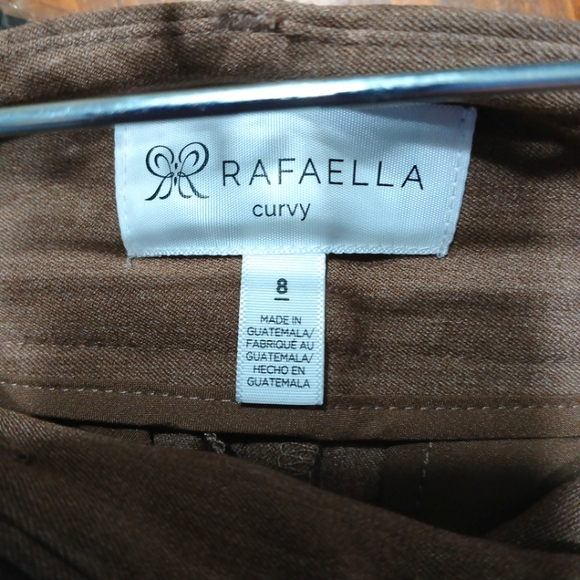 RAFAELLA
curvy
8
MADE IN
GUATEMALA/
FABRIQUÉ AU
GUATEMALA/
HECHO EN
GUATEMALA